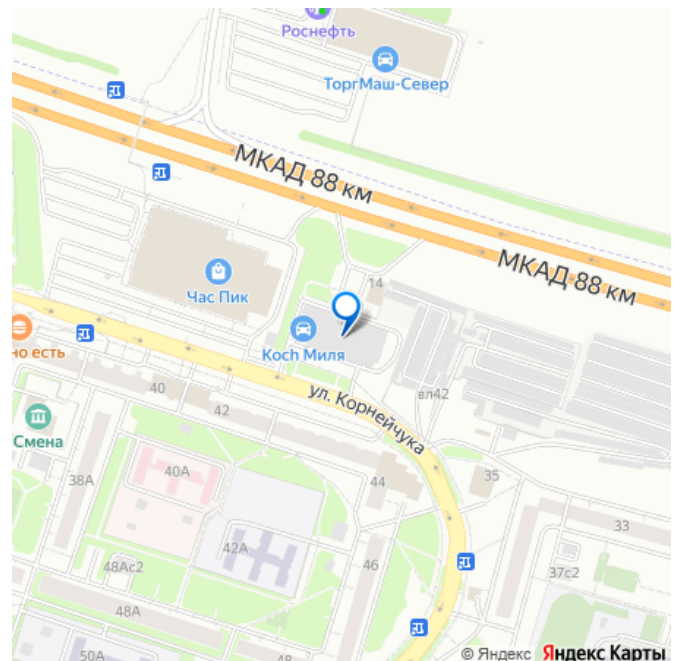 Роснефть
ТоргМаш-Север
МКАД 88 км
МКАД 88 км
Час Пик
14
Koch Миля
но есть
вл42
ул. Корнейчука
40
42
Смена
38А
40А
44
35
33
42А
46
48Ас2
37с2
48А
50А
48
© Яндекс Яндекс Карты